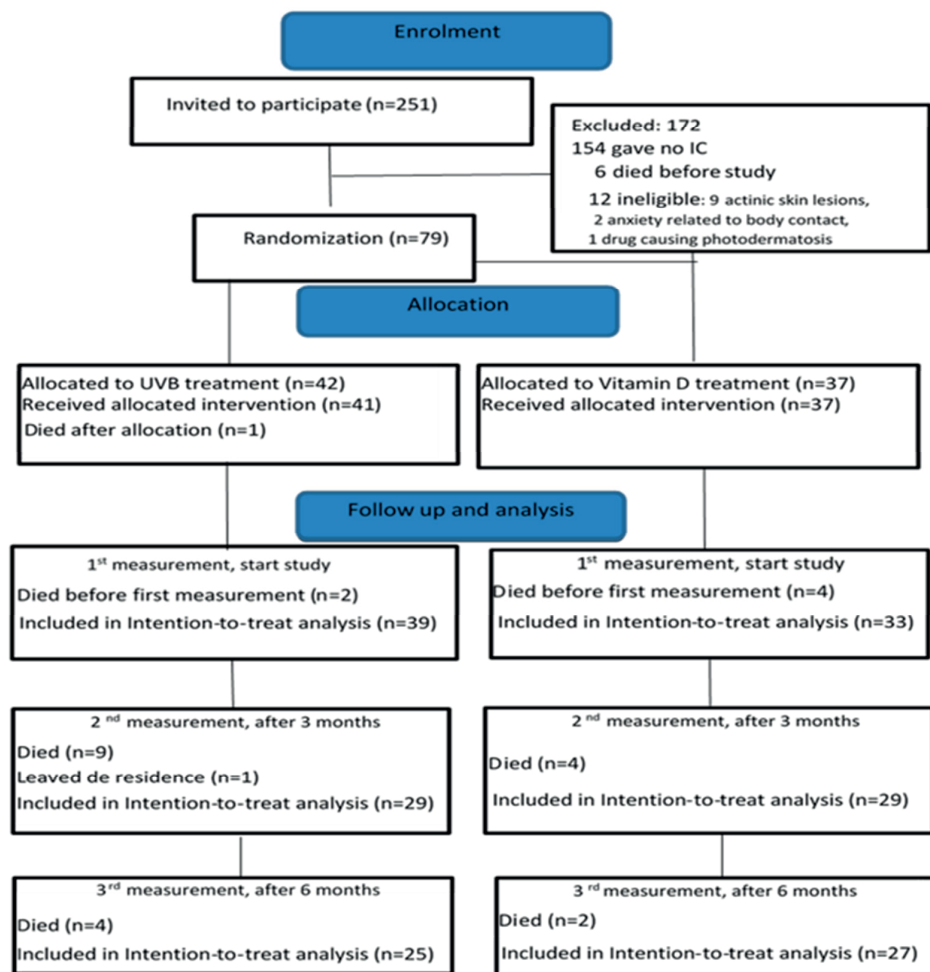 Enrolment
Invited to participate (n=251)
Excluded: 172
154 gave no IC
6 died before study
12 ineligible: 9 actinic skin lesions,
2 anxiety related to body contact,
1 drug causing photodermatosis
Randomization (n=79)
Allocation
Allocated to UVB treatment (n=42)
Received allocated intervention (n=41)
Died after allocation (n=1)
Allocated to Vitamin D treatment (n=37)
Received allocated intervention (n=37)
Follow up and analysis
1st measurement, start study
Died before first measurement (n=2)
Included in Intention-to-treat analysis (n=39)
1st measurement, start study
Died before first measurement (n=4)
Included in Intention-to-treat analysis (n=33)
2 nd measurement, after 3 months
Died (n=9)
Leaved de residence (n=1)
Included in Intention-to-treat analysis (n=29)
2 nd measurement, after 3 months
Died (n=4)
Included in Intention-to-treat analysis (n=29)
3rd measurement, after 6 months
Died (n=4)
Included in Intention-to-treat analysis (n=25)
3 rd measurement, after 6 months
Died (n=2)
Included in Intention-to-treat analysis (n=27)